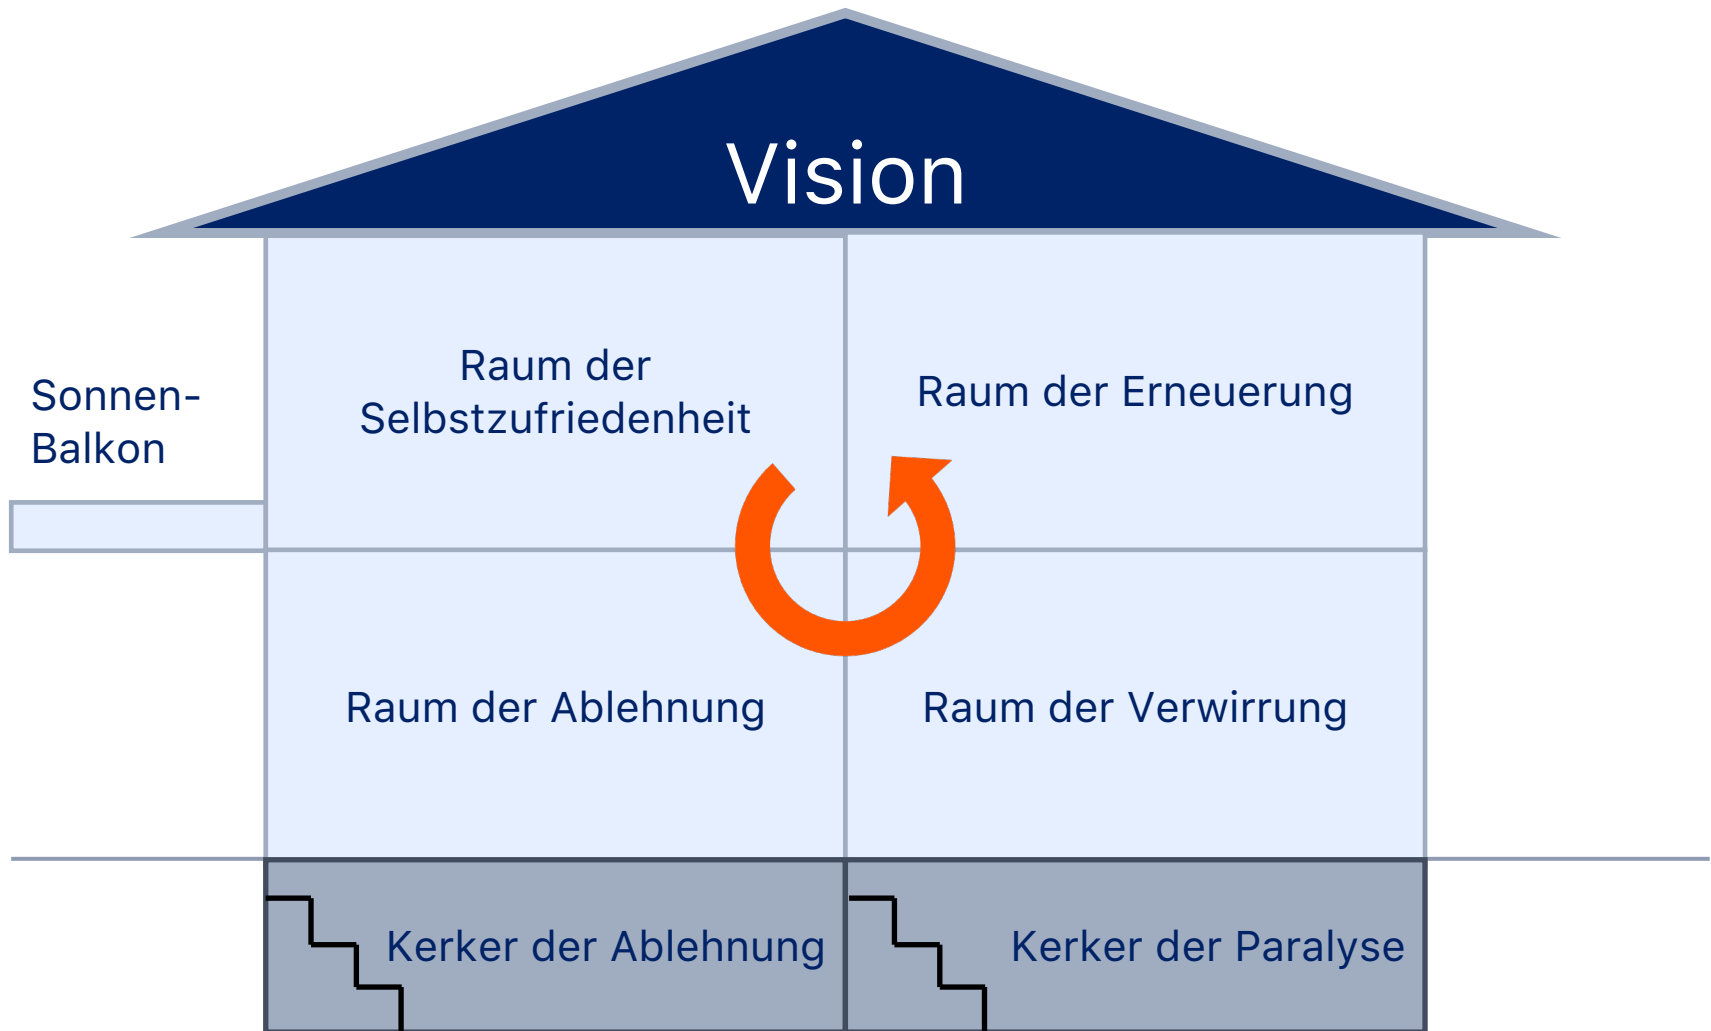 Vision
Raum der
Selbstzufriedenheit
Raum der Erneuerung
Sonnen-
Balkon
Raum der Ablehnung
Raum der Verwirrung
Kerker der Ablehnung
Kerker der Paralyse